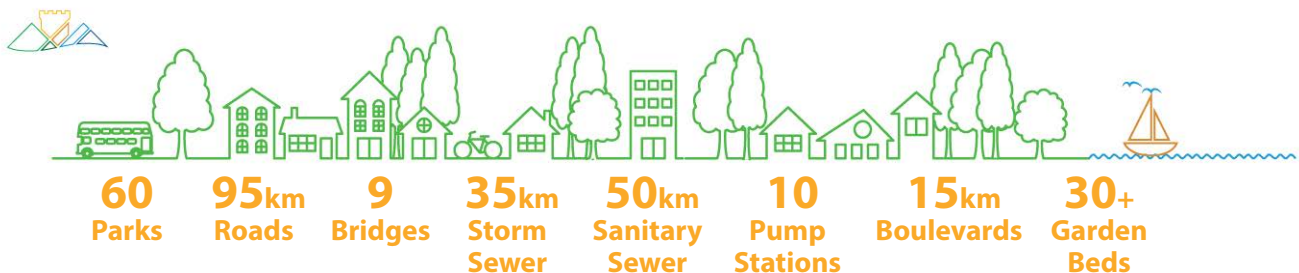 60 95km 9 35km 50km 10 15km 30+
Parks Roads Bridges Storm Sanitary Pump Boulevards Garden
Sewer Sewer Stations Beds